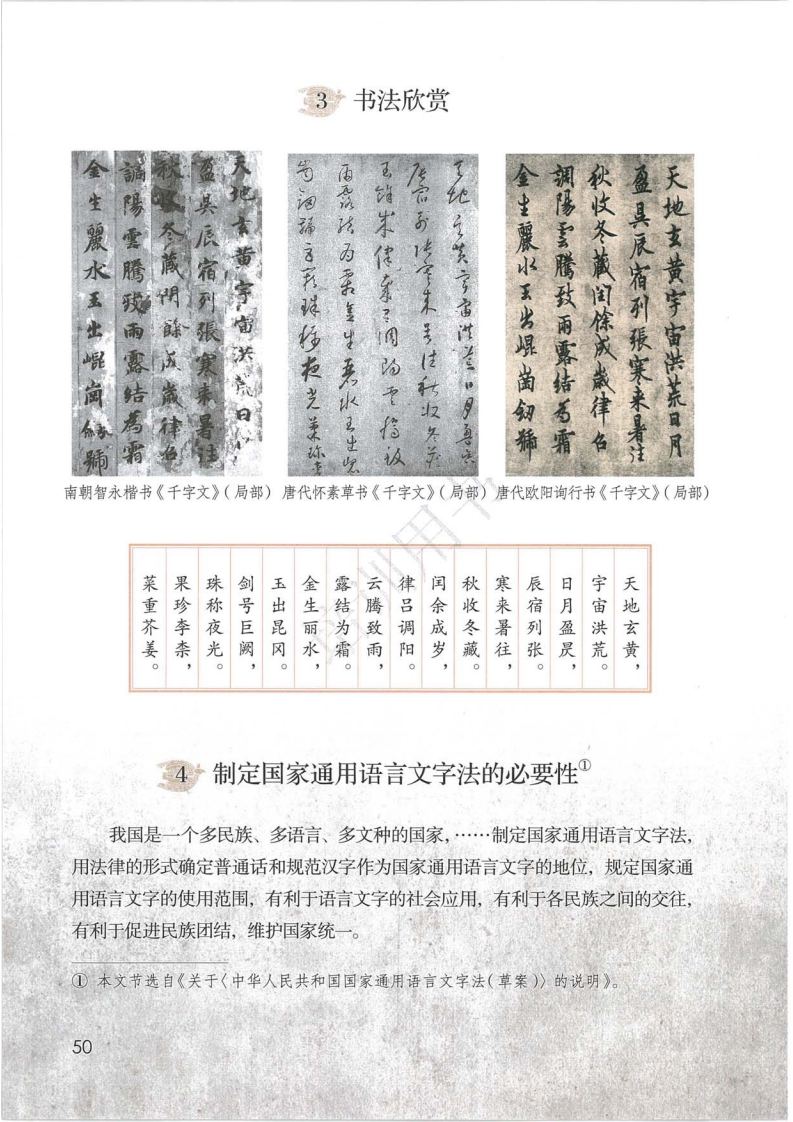 3 书法欣赏
天地玄黄宇宙洪荒日
盈昃辰宿列張寒来暑往
秋收冬藏閏餘成歲律召
調陽雲騰致雨露結為霜
金生麗水玉出崐崗劒號
天地玄黄宇宙洪荒日月
盈昃辰宿列張寒来暑往
秋收冬藏閏餘成歲律召
調陽雲騰致雨露結為霜
金生麗水玉出崐崗劒號
南朝智永楷书《千字文》（局部）
唐代怀素草书《千字文》（局部）
唐代欧阳询行书《千字文》（局部）
天地玄黄，
宇宙洪荒。
日月盈昃，
辰宿列张。
寒来暑往，
秋收冬藏。
闰余成岁，
律吕调阳。
云腾致雨，
露结为霜。
金生丽水，
玉出昆冈。
剑号巨阙，
珠称夜光。
果珍李柰，
菜重芥姜。
培训用书
4 制定国家通用语言文字法的必要性①
我国是一个多民族、多语言、多文种的国家，……制定国家通用语言文字法，
用法律的形式确定普通话和规范汉字作为国家通用语言文字的地位，规定国家通
用语言文字的使用范围，有利于语言文字的社会应用，有利于各民族之间的交往，
有利于促进民族团结，维护国家统一。
① 本文节选自《关于〈中华人民共和国国家通用语言文字法（草案）〉的说明》。
50